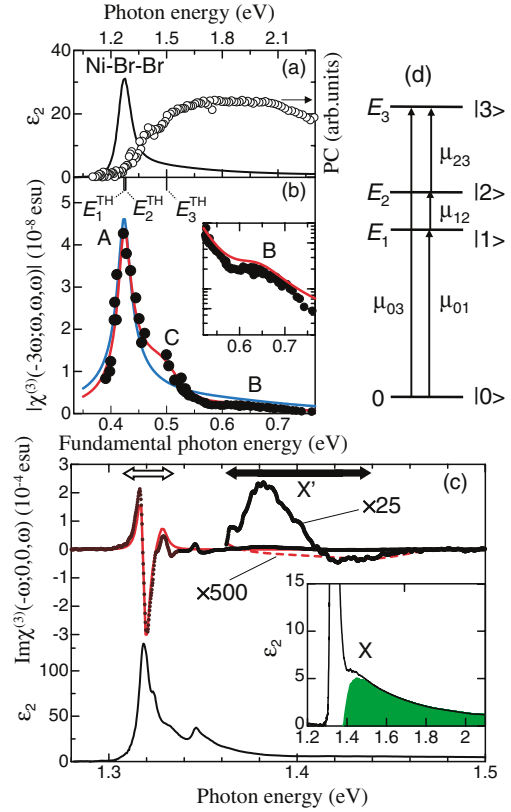 Photon energy (eV)
1.2 1.5 1.8 2.1
Ni-Br-Br
(a)
40
20
0
ε₂
PC (arb.units)
(b)
E₁ᵀᴴ E₂ᵀᴴ E₃ᵀᴴ
5
4
3
2
1
0
|χ⁽³⁾(-3ω;ω,ω,ω)| (10⁻⁸ esu)
A
C
B
B
0.6 0.7
0.4 0.5 0.6 0.7
Fundamental photon energy (eV)
(d)
E₃ |3>
μ₂₃
E₂ |2>
μ₁₂
E₁ |1>
μ₀₃ μ₀₁
0 |0>
(c)
3
2
1
0
-1
-2
-3
Imχ⁽³⁾(-ω;0,0,ω) (10⁻⁴ esu)
X'
×25
×500
100
50
0
ε₂
15
10
5
0
ε₂
X
1.2 1.4 1.6 1.8 2
1.3 1.4 1.5
Photon energy (eV)